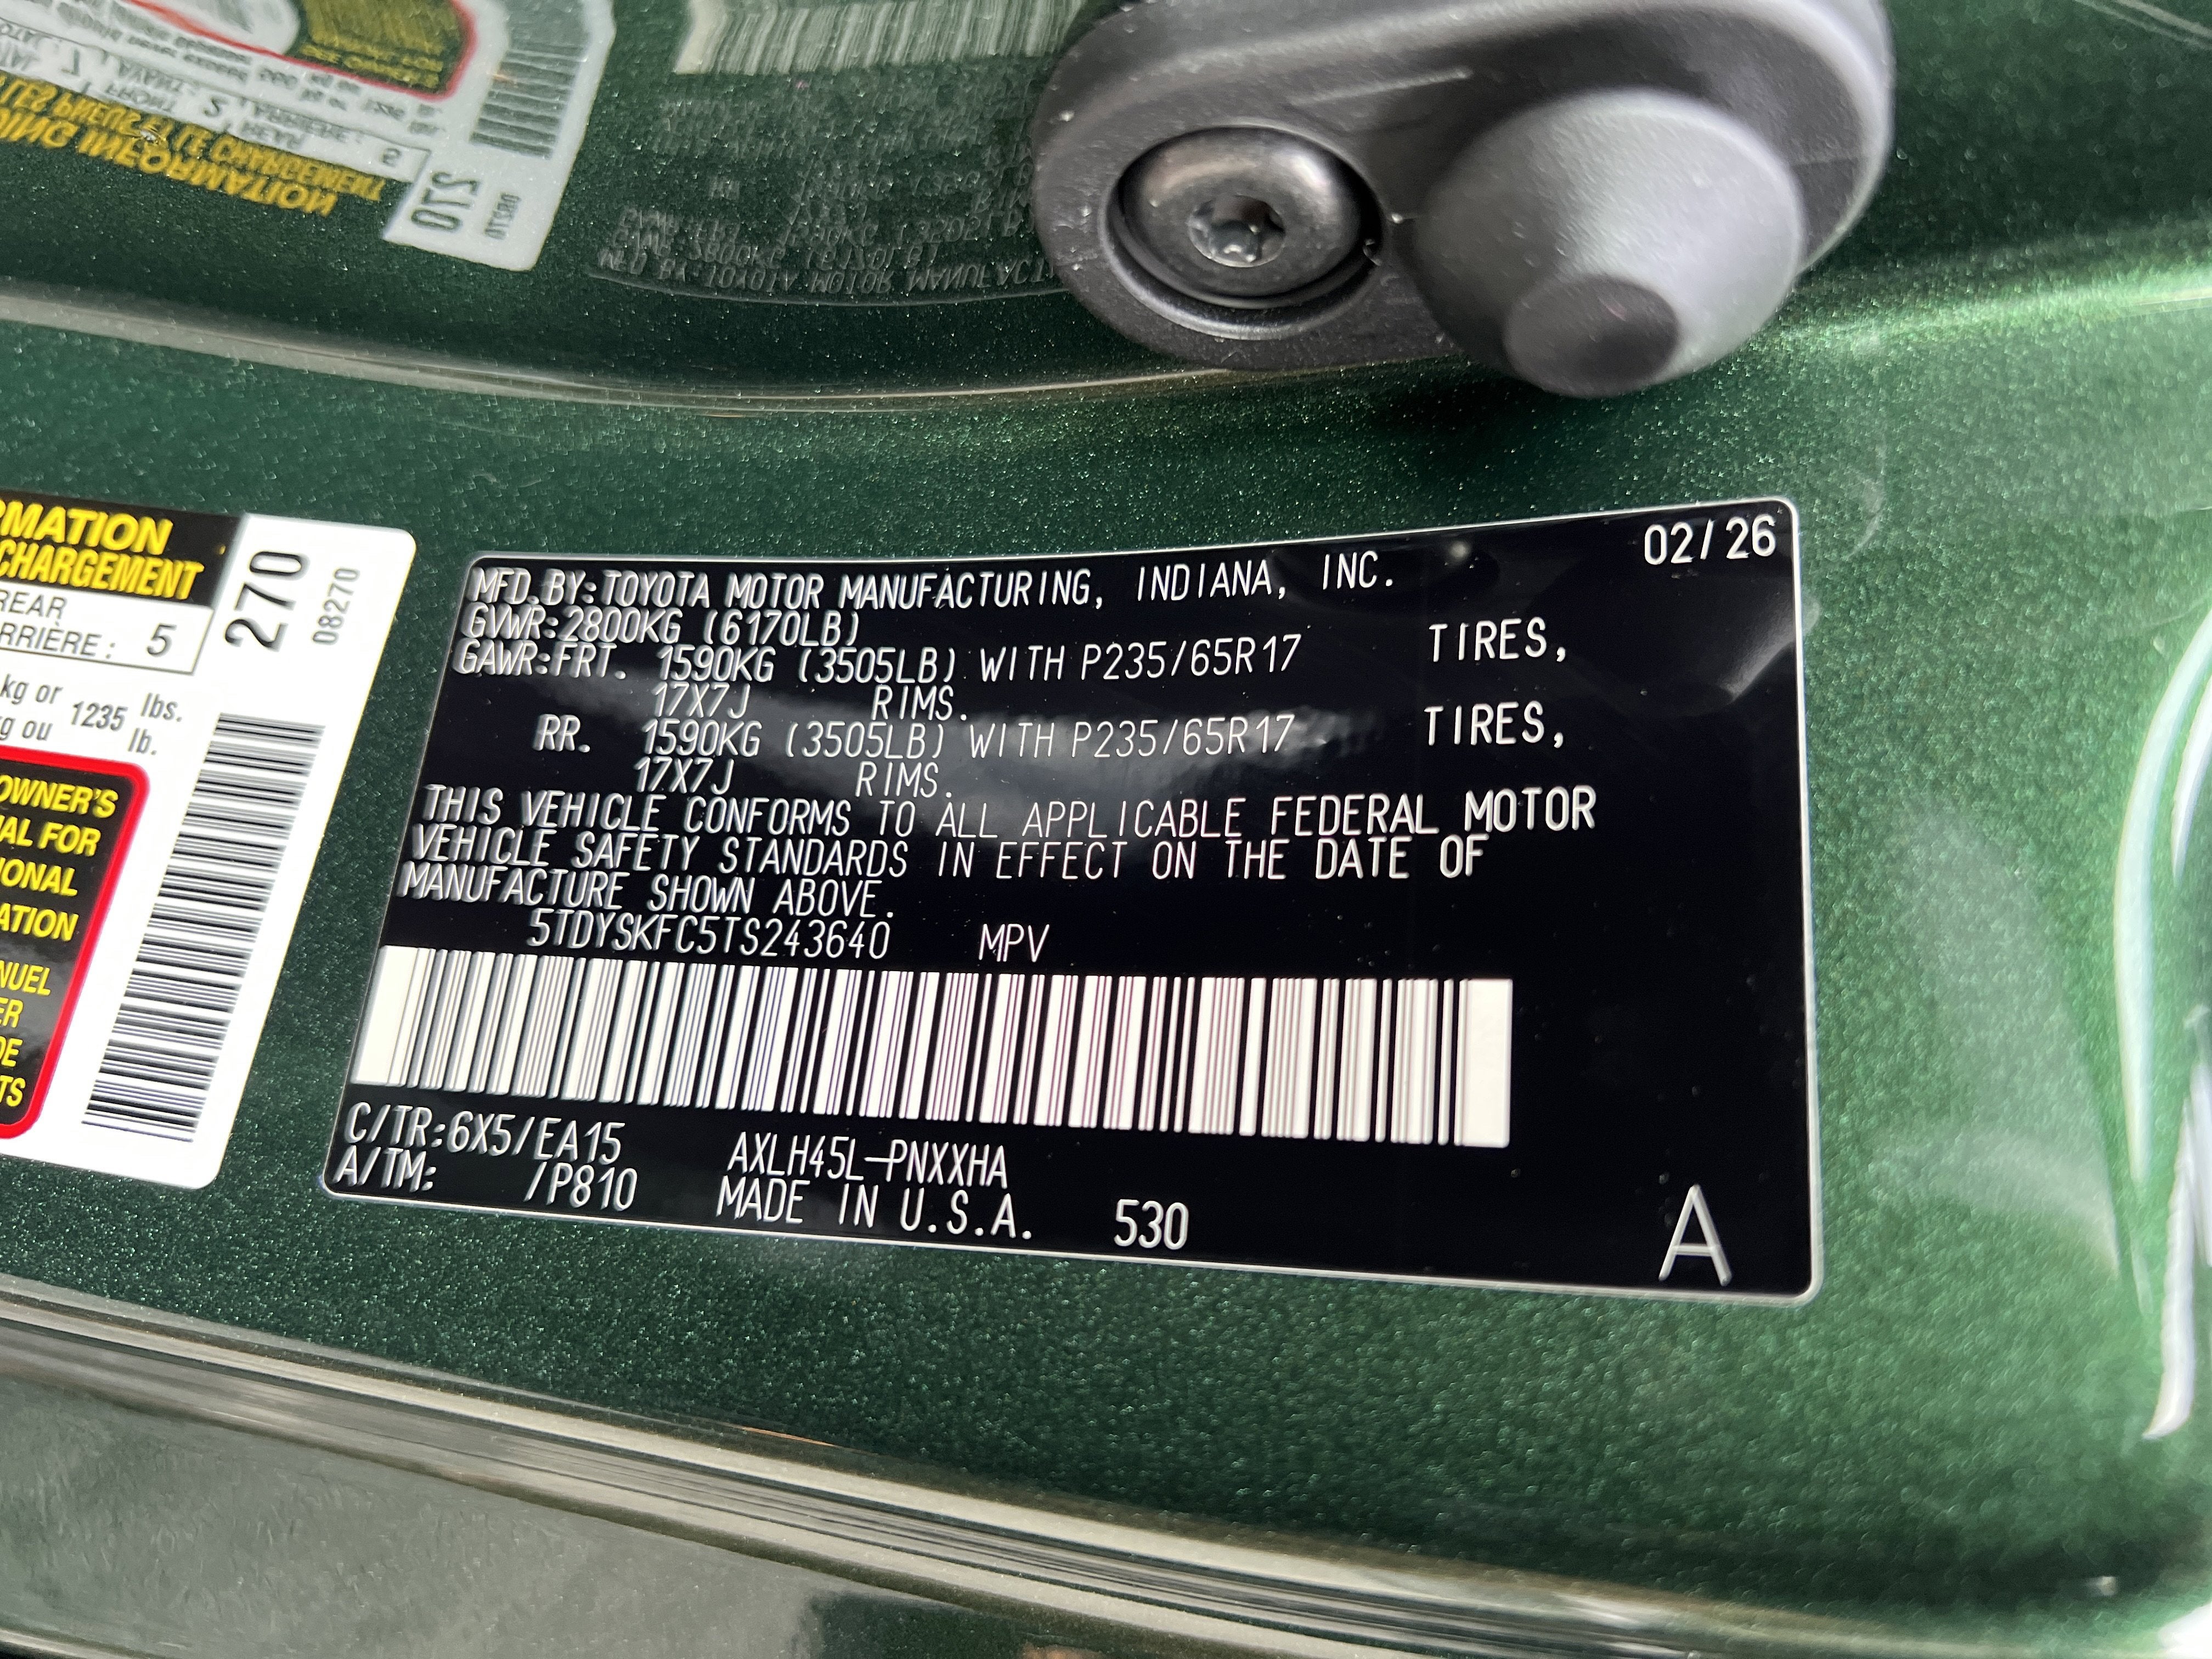 RMATION
CHARGEMENT
REAR
RRIÈRE : 5
kg or 1235 lbs.
g ou lb.
OWNER'S
AL FOR
IONAL
ATION
NUEL
ER
DE
TS
270
08270
02/26
MFD.BY:TOYOTA MOTOR MANUFACTURING, INDIANA, INC.
GVWR:2800KG (6170LB)
GAWR:FRT. 1590KG (3505LB) WITH P235/65R17 TIRES,
17X7J RIMS.
RR. 1590KG (3505LB) WITH P235/65R17 TIRES,
17X7J RIMS.
THIS VEHICLE CONFORMS TO ALL APPLICABLE FEDERAL MOTOR
VEHICLE SAFETY STANDARDS IN EFFECT ON THE DATE OF
MANUFACTURE SHOWN ABOVE.
5TDYSKFC5TS243640 MPV
C/TR:6X5/EA15 AXLH45L-PNXXHA
A/TM: /P810 MADE IN U.S.A. 530
A